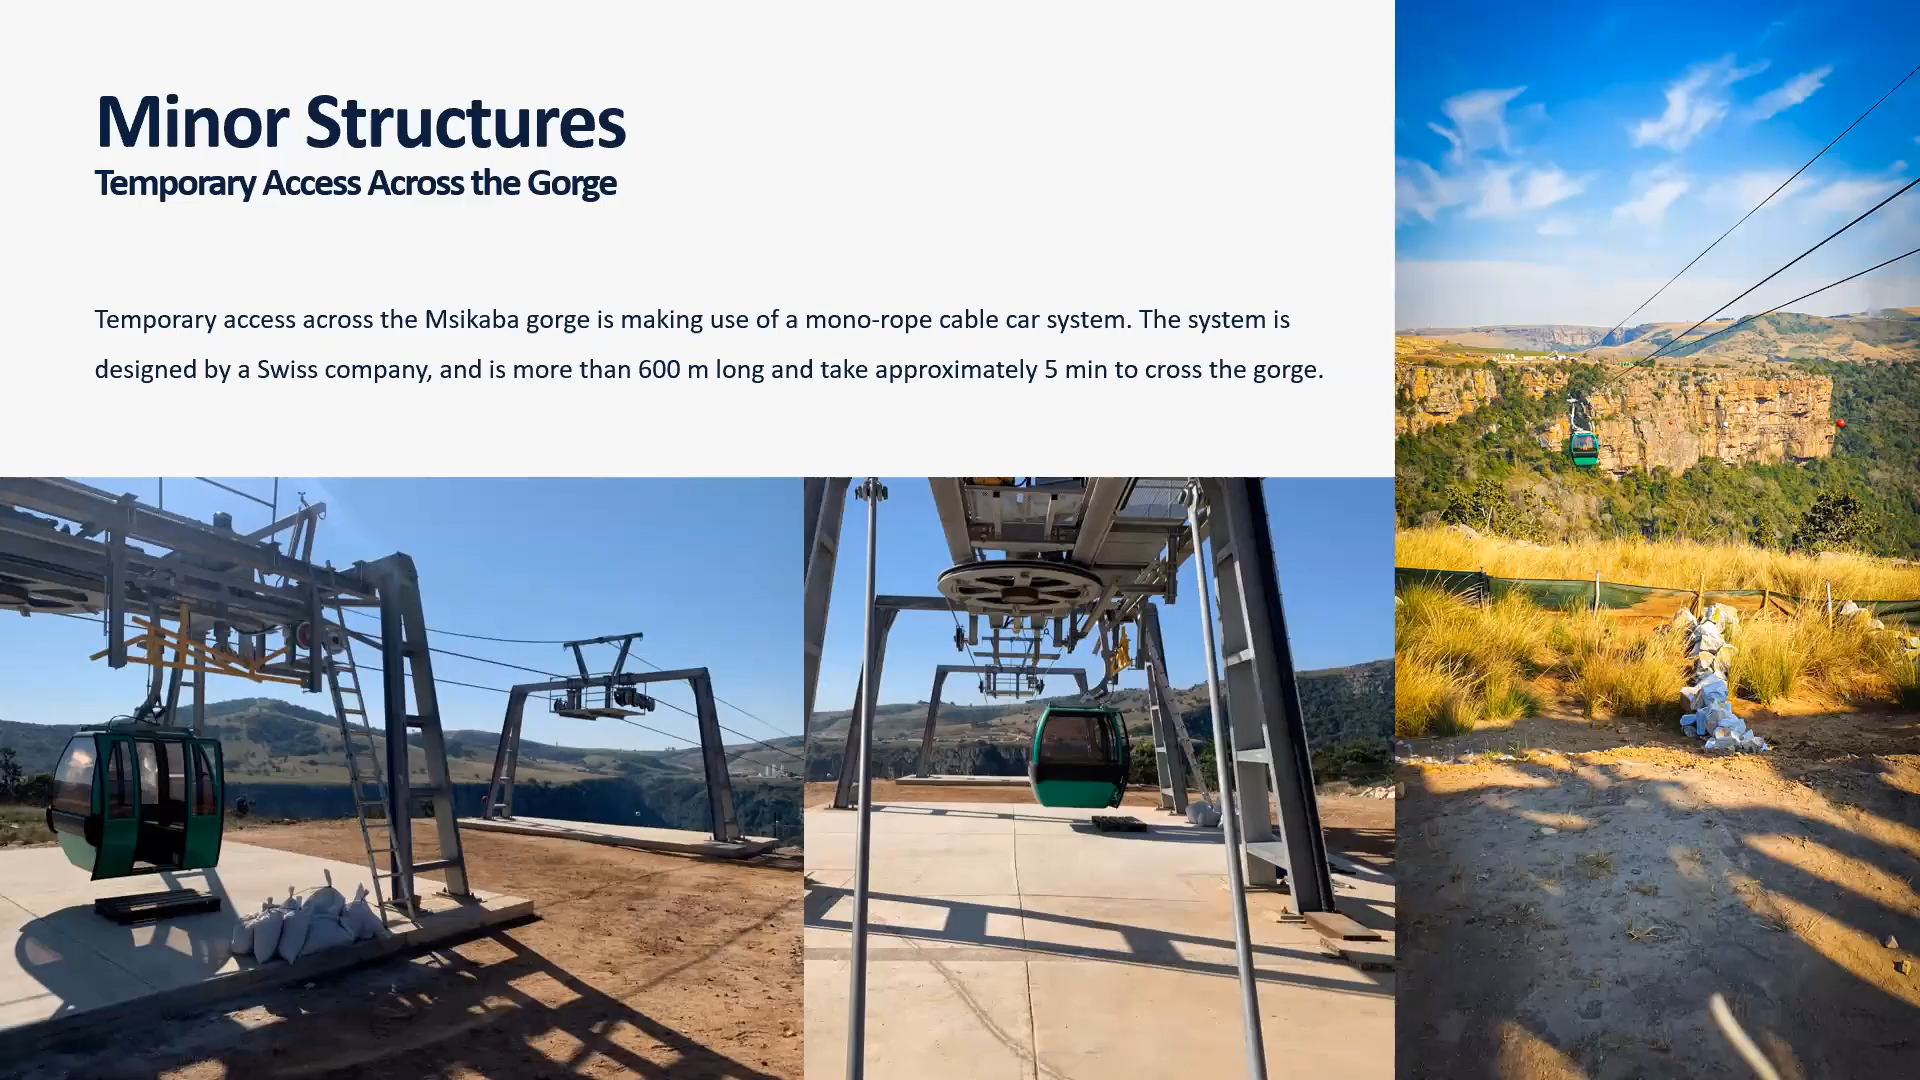 Minor Structures
Temporary Access Across the Gorge
Temporary access across the Msikaba gorge is making use of a mono-rope cable car system. The system is
designed by a Swiss company, and is more than 600 m long and take approximately 5 min to cross the gorge.